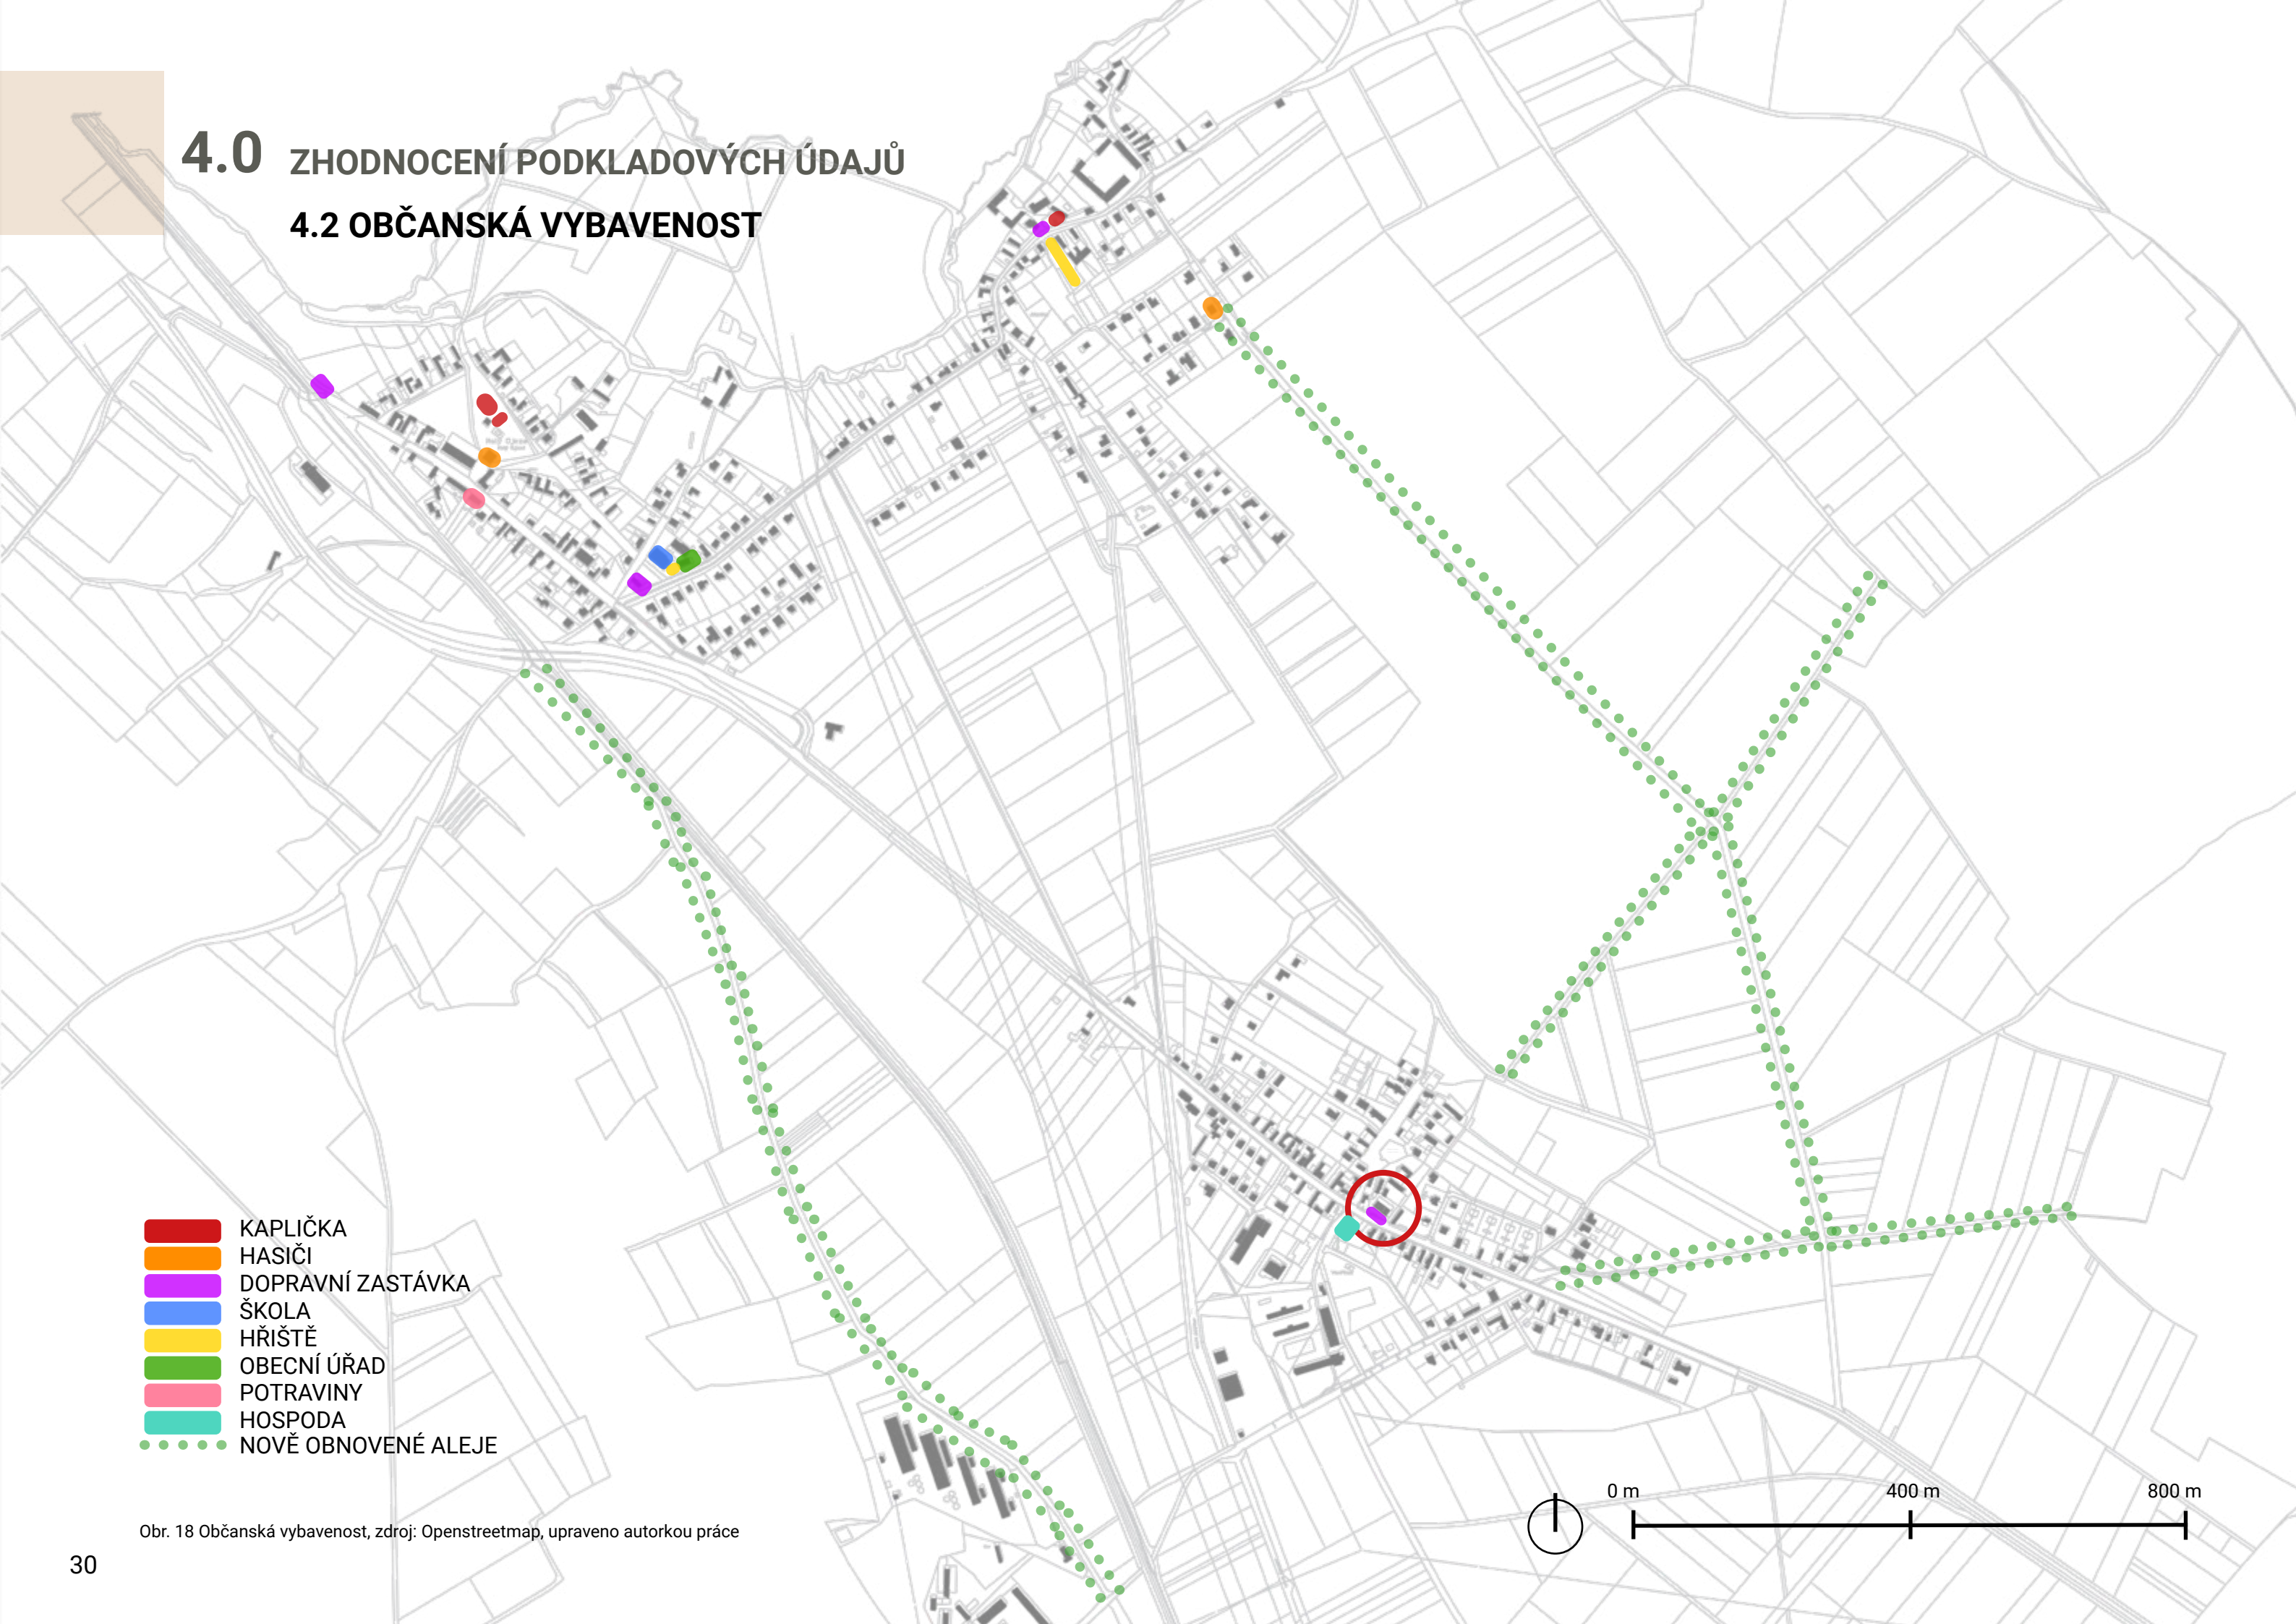 4.0 ZHODNOCENÍ PODKLADOVÝCH ÚDAJŮ
4.2 OBČANSKÁ VYBAVENOST
KAPLIČKA
HASIČI
DOPRAVNÍ ZASTÁVKA
ŠKOLA
HŘIŠTĚ
OBECNÍ ÚŘAD
POTRAVINY
HOSPODA
NOVĚ OBNOVENÉ ALEJE
0 m 400 m 800 m
Obr. 18 Občanská vybavenost, zdroj: Openstreetmap, upraveno autorkou práce
30